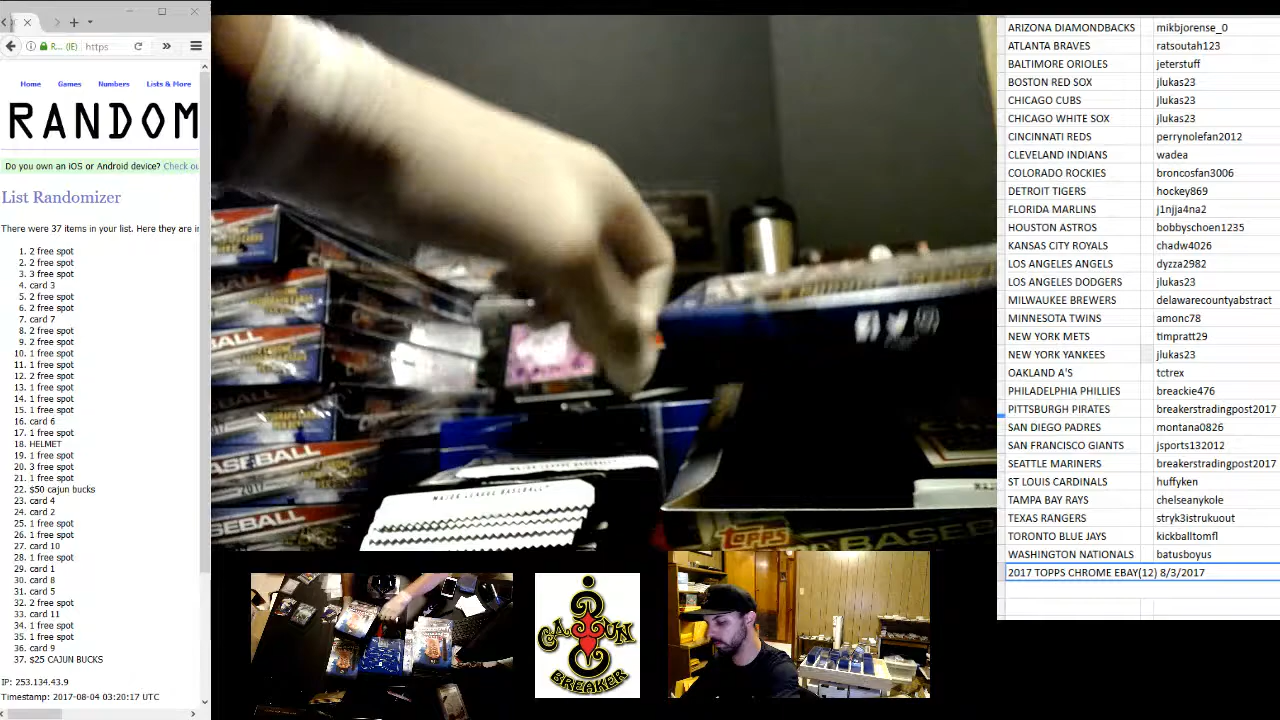 R... (IE)
https
Home Games Numbers Lists & More
RANDOM
Do you own an iOS or Android device? Check ou
List Randomizer
There were 37 items in your list. Here they are i
1. 2 free spot
2. 2 free spot
3. 3 free spot
4. card 3
5. 2 free spot
6. 2 free spot
7. card 7
8. 2 free spot
9. 2 free spot
10. 1 free spot
11. 1 free spot
12. 2 free spot
13. 1 free spot
14. 1 free spot
15. 1 free spot
16. card 6
17. 1 free spot
18. HELMET
19. 1 free spot
20. 3 free spot
21. 1 free spot
22. $50 cajun bucks
23. card 4
24. card 2
25. 1 free spot
26. 1 free spot
27. card 10
28. 1 free spot
29. card 1
30. card 8
31. card 5
32. 2 free spot
33. card 11
34. 1 free spot
35. 1 free spot
36. card 9
37. $25 CAJUN BUCKS
IP: 253.134.43.9
Timestamp: 2017-08-04 03:20:17 UTC
BASEBALL
2017
MAJOR LEAGUE BASEBALL
TOPPS
BASEBALL
CAJUN
BREAKER
ARIZONA DIAMONDBACKS mikbjorense_0
ATLANTA BRAVES ratsoutah123
BALTIMORE ORIOLES jeterstuff
BOSTON RED SOX jlukas23
CHICAGO CUBS jlukas23
CHICAGO WHITE SOX jlukas23
CINCINNATI REDS perrynolefan2012
CLEVELAND INDIANS wadea
COLORADO ROCKIES broncosfan3006
DETROIT TIGERS hockey869
FLORIDA MARLINS j1njja4na2
HOUSTON ASTROS bobbyschoen1235
KANSAS CITY ROYALS chadw4026
LOS ANGELES ANGELS dyzza2982
LOS ANGELES DODGERS jlukas23
MILWAUKEE BREWERS delawarecountyabstract
MINNESOTA TWINS amonc78
NEW YORK METS timpratt29
NEW YORK YANKEES jlukas23
OAKLAND A'S tctrex
PHILADELPHIA PHILLIES breackie476
PITTSBURGH PIRATES breakerstradingpost2017
SAN DIEGO PADRES montana0826
SAN FRANCISCO GIANTS jsports132012
SEATTLE MARINERS breakerstradingpost2017
ST LOUIS CARDINALS huffyken
TAMPA BAY RAYS chelseanykole
TEXAS RANGERS stryk3istrukuout
TORONTO BLUE JAYS kickballtomfl
WASHINGTON NATIONALS batusboyus
2017 TOPPS CHROME EBAY(12) 8/3/2017